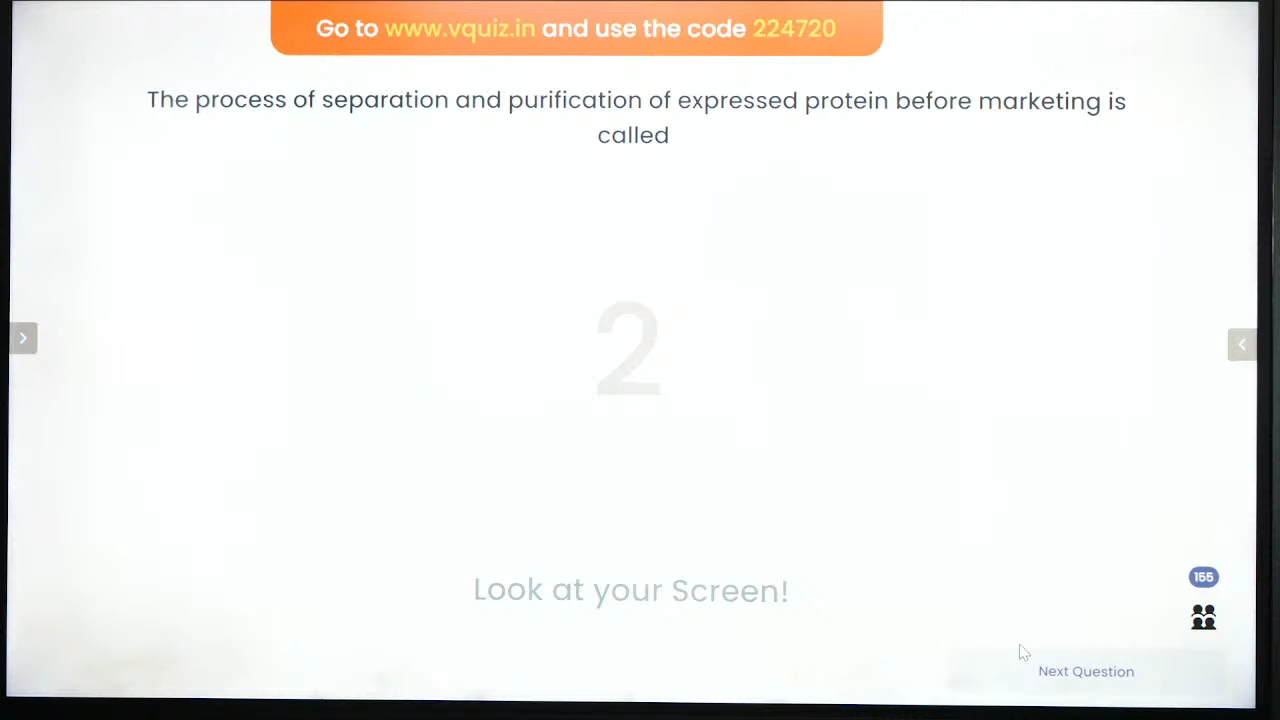 Go to www.vquiz.in and use the code 224720
The process of separation and purification of expressed protein before marketing is
called
2
Look at your Screen!
155
Next Question